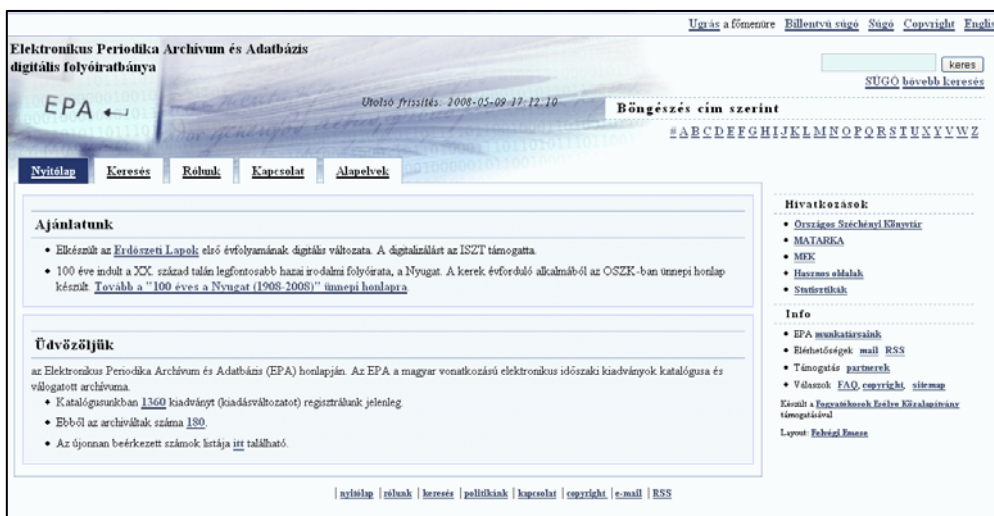 Ugrás a főmenüre Billentyű súgó Súgó Copyright Englis
Elektronikus Periodika Archívum és Adatbázis
digitális folyóiratbánya
keres
SÚGÓ bővebb keresés
EPA
Utolsó frissítés: 2008-05-09 17:12:10
Böngészés cím szerint
# A B C D E F G H I J K L M N O P Q R S T U X Y V W Z
Nyitólap Keresés Rólunk Kapcsolat Alapelvek
Ajánlatunk
• Elkészült az Erdészeti Lapok első évfolyamának digitális változata. A digitalizálást az ISZT támogatta.
• 100 éve indult a XX. század talán legfontosabb hazai irodalmi folyóirata, a Nyugat. A kerek évforduló alkalmából az OSZK-ban ünnepi honlap
készült. Tovább a "100 éves a Nyugat (1908-2008)" ünnepi honlapra.
Üdvözöljük
az Elektronikus Periodika Archívum és Adatbázis (EPA) honlapján. Az EPA a magyar vonatkozású elektronikus időszaki kiadványok katalógusa és
válogatott archívuma.
• Katalógusunkban 1360 kiadványt (kiadásváltozatot) regisztrálunk jelenleg.
• Ebből az archiváltak száma 180.
• Az újonnan beérkezett számok listája itt található.
Hivatkozások
• Országos Széchényi Könyvtár
• MATARKA
• MEK
• Hasznos oldalak
• Statisztikák
Info
• EPA munkatársaink
• Elérhetőségek mail RSS
• Támogatás partnerek
• Válaszok FAQ, copyright, sitemap
Készült a Fogyatékosok Esélye Közalapítvány
támogatásával
Layout: Felvégi Emese
| nyitólap | rólunk | keresés | politikánk | kapcsolat | copyright | e-mail | RSS